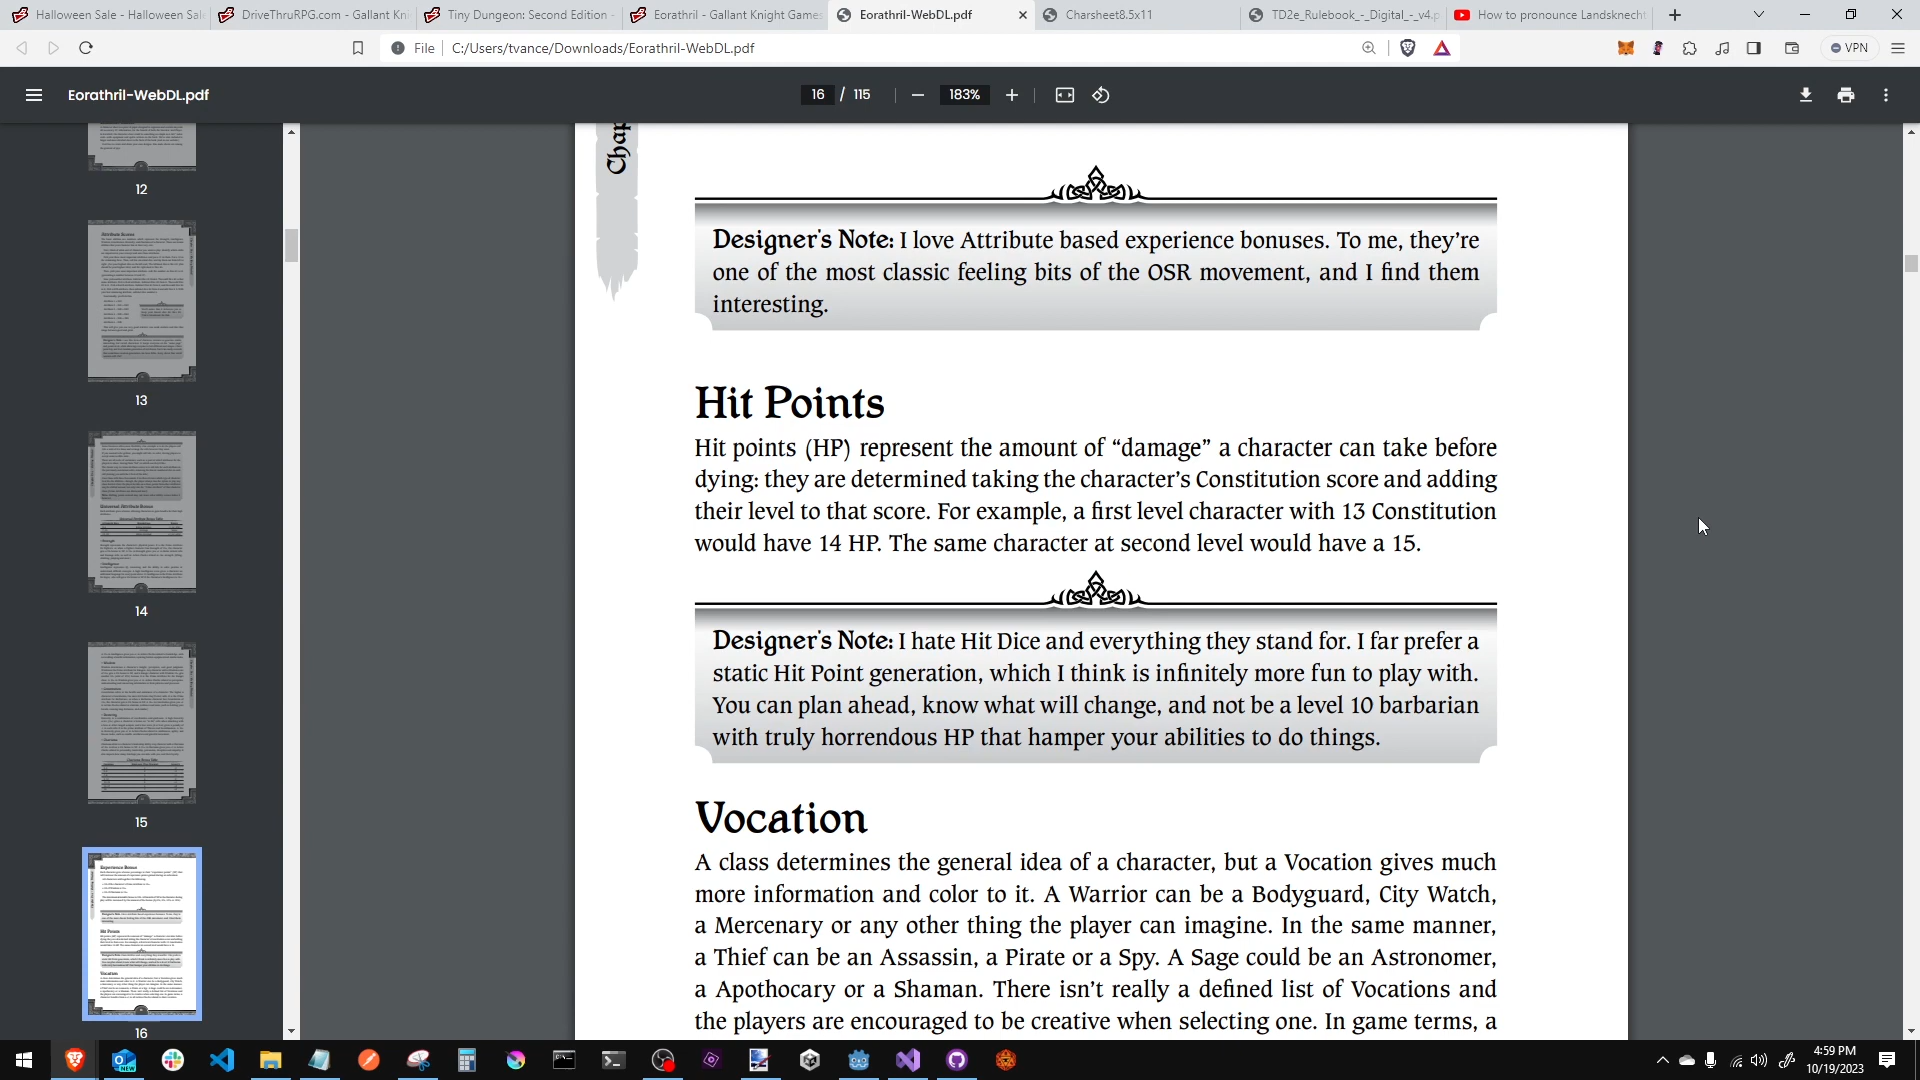 Halloween Sale - Halloween Sal
DriveThruRPG.com - Gallant Kni
Tiny Dungeon: Second Edition -
Eorathril - Gallant Knight Games
Eorathril-WebDL.pdf
Charsheet8.5x11
TD2e_Rulebook_-_Digital_-_v4.p
How to pronounce Landsknecht
File
C:/Users/tvance/Downloads/Eorathril-WebDL.pdf
VPN
Eorathril-WebDL.pdf
16 / 115
183%
12
13
14
15
16
Chap
Designer's Note: I love Attribute based experience bonuses. To me, they're
one of the most classic feeling bits of the OSR movement, and I find them
interesting.
Hit Points
Hit points (HP) represent the amount of “damage” a character can take before
dying: they are determined taking the character's Constitution score and adding
their level to that score. For example, a first level character with 13 Constitution
would have 14 HP. The same character at second level would have a 15.
Designer's Note: I hate Hit Dice and everything they stand for. I far prefer a
static Hit Point generation, which I think is infinitely more fun to play with.
You can plan ahead, know what will change, and not be a level 10 barbarian
with truly horrendous HP that hamper your abilities to do things.
Vocation
A class determines the general idea of a character, but a Vocation gives much
more information and color to it. A Warrior can be a Bodyguard, City Watch,
a Mercenary or any other thing the player can imagine. In the same manner,
a Thief can be an Assassin, a Pirate or a Spy. A Sage could be an Astronomer,
a Apothocary or a Shaman. There isn't really a defined list of Vocations and
the players are encouraged to be creative when selecting one. In game terms, a
Experience Bonus
Hit Points
Vocation
NEW
4:59 PM
10/19/2023